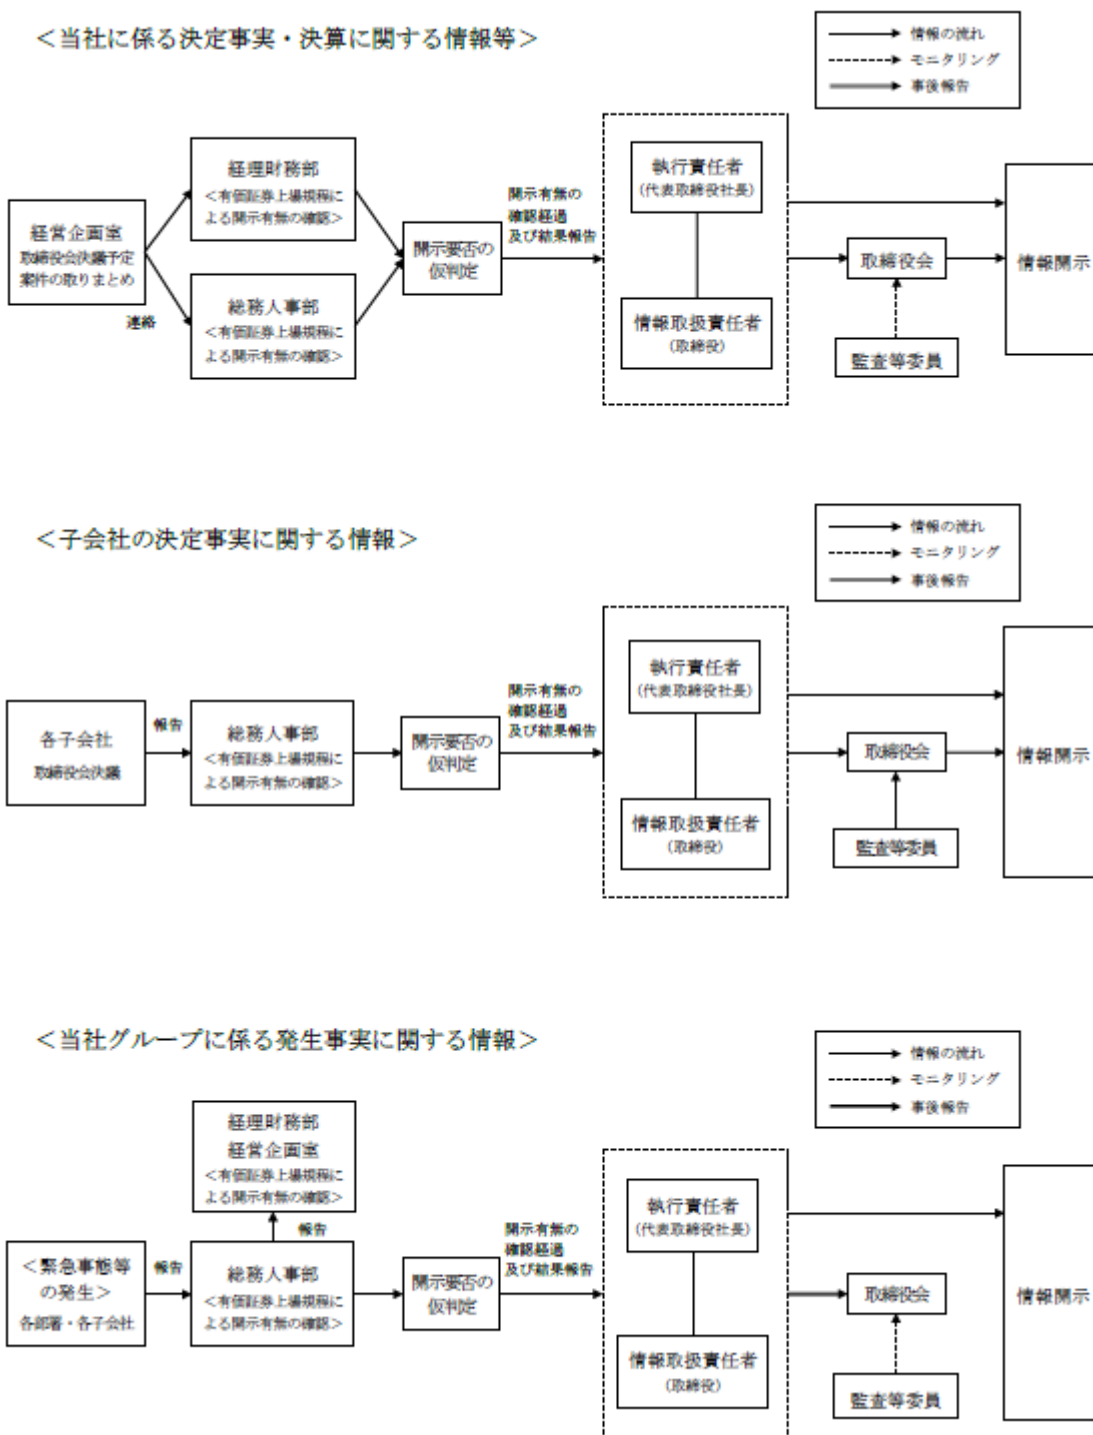 ＜当社に係る決定事実・決算に関する情報等＞
情報の流れ
モニタリング
事後報告
経営企画室
取締役会決議予定
案件の取りまとめ
連絡
経理財務部
＜有価証券上場規程に
よる開示有無の確認＞
総務人事部
＜有価証券上場規程に
よる開示有無の確認＞
開示要否の
仮判定
開示有無の
確認経過
及び結果報告
執行責任者
（代表取締役社長）
情報取扱責任者
（取締役）
取締役会
監査等委員
情報開示
＜子会社の決定事実に関する情報＞
情報の流れ
モニタリング
事後報告
各子会社
取締役会決議
報告
総務人事部
＜有価証券上場規程に
よる開示有無の確認＞
開示要否の
仮判定
開示有無の
確認経過
及び結果報告
執行責任者
（代表取締役社長）
情報取扱責任者
（取締役）
取締役会
監査等委員
情報開示
＜当社グループに係る発生事実に関する情報＞
情報の流れ
モニタリング
事後報告
経理財務部
経営企画室
＜有価証券上場規程に
よる開示有無の確認＞
報告
＜緊急事態等
の発生＞
各部署・各子会社
報告
総務人事部
＜有価証券上場規程に
よる開示有無の確認＞
開示要否の
仮判定
開示有無の
確認経過
及び結果報告
執行責任者
（代表取締役社長）
情報取扱責任者
（取締役）
取締役会
監査等委員
情報開示